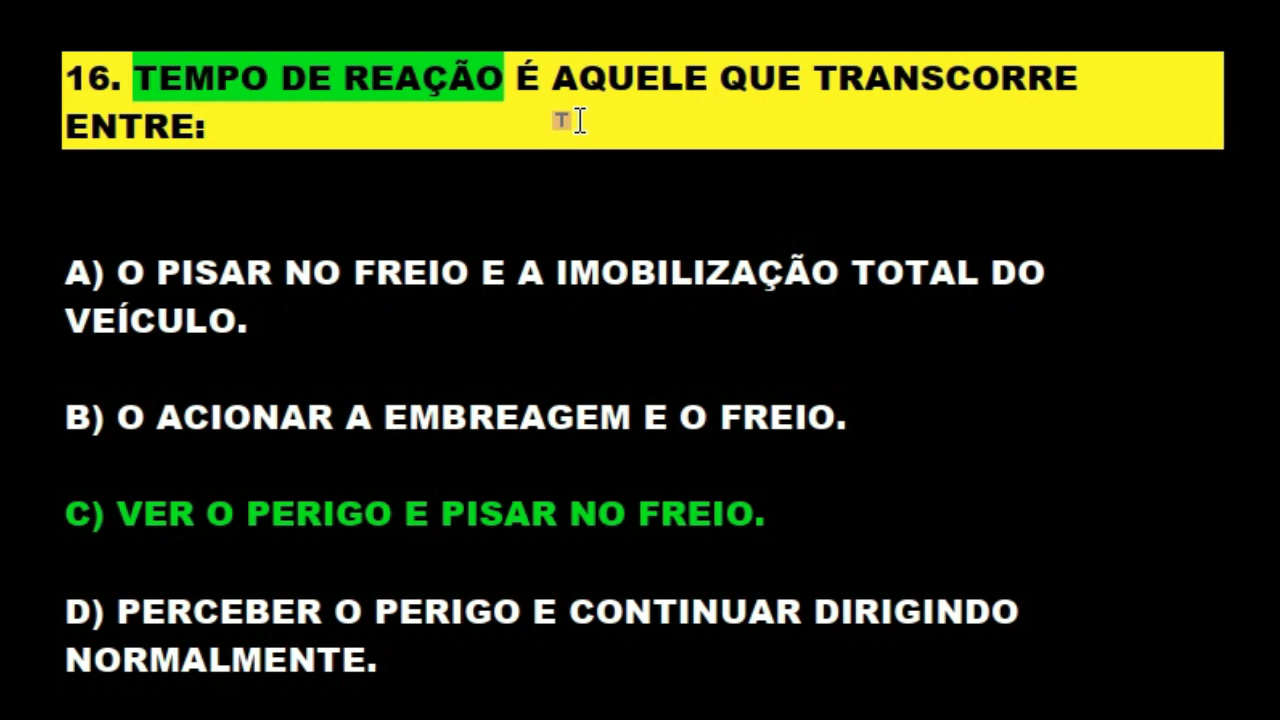 16. TEMPO DE REAÇÃO É AQUELE QUE TRANSCORRE
ENTRE:
T
A) O PISAR NO FREIO E A IMOBILIZAÇÃO TOTAL DO
VEÍCULO.
B) O ACIONAR A EMBREAGEM E O FREIO.
C) VER O PERIGO E PISAR NO FREIO.
D) PERCEBER O PERIGO E CONTINUAR DIRIGINDO
NORMALMENTE.